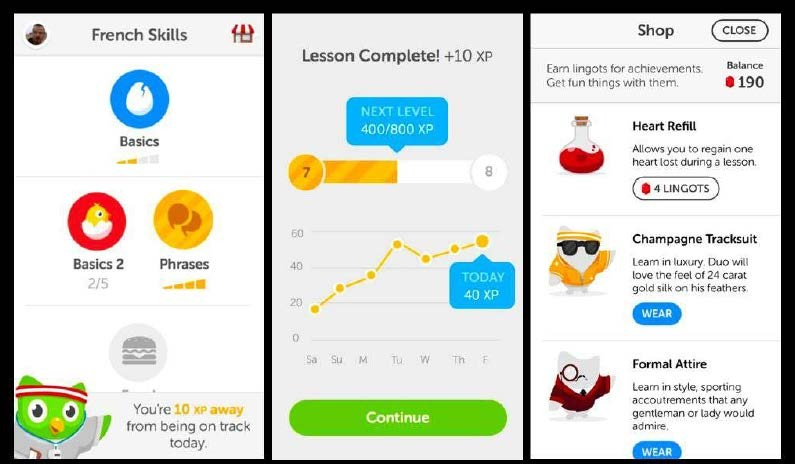 French Skills
Basics
Basics 2
Phrases
2/5
You're 10 XP away
from being on track
today.
Lesson Complete! +10 XP
NEXT LEVEL
400/800 XP
7
8
60
40
20
0
TODAY
40 XP
Sa Su M Tu W Th F
Continue
Shop
CLOSE
Earn lingots for achievements.
Get fun things with them.
Balance
190
Heart Refill
Allows you to regain one
heart lost during a lesson.
4 LINGOTS
Champagne Tracksuit
Learn in luxury. Duo will
love the feel of 24 carat
gold silk on his feathers.
WEAR
Formal Attire
Learn in style, sporting
accoutrements that any
gentleman or lady would
admire.
WEAR